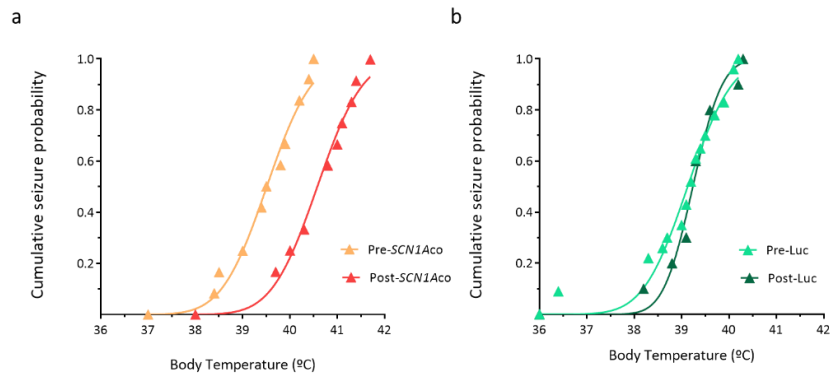 a
b
Cumulative seizure probability
1.0
0.8
0.6
0.4
0.2
36 37 38 39 40 41 42
Body Temperature (ºC)
Pre-SCN1Aco
Post-SCN1Aco
Cumulative seizure probability
1.0
0.8
0.6
0.4
0.2
36 37 38 39 40 41 42
Body Temperature (ºC)
Pre-Luc
Post-Luc